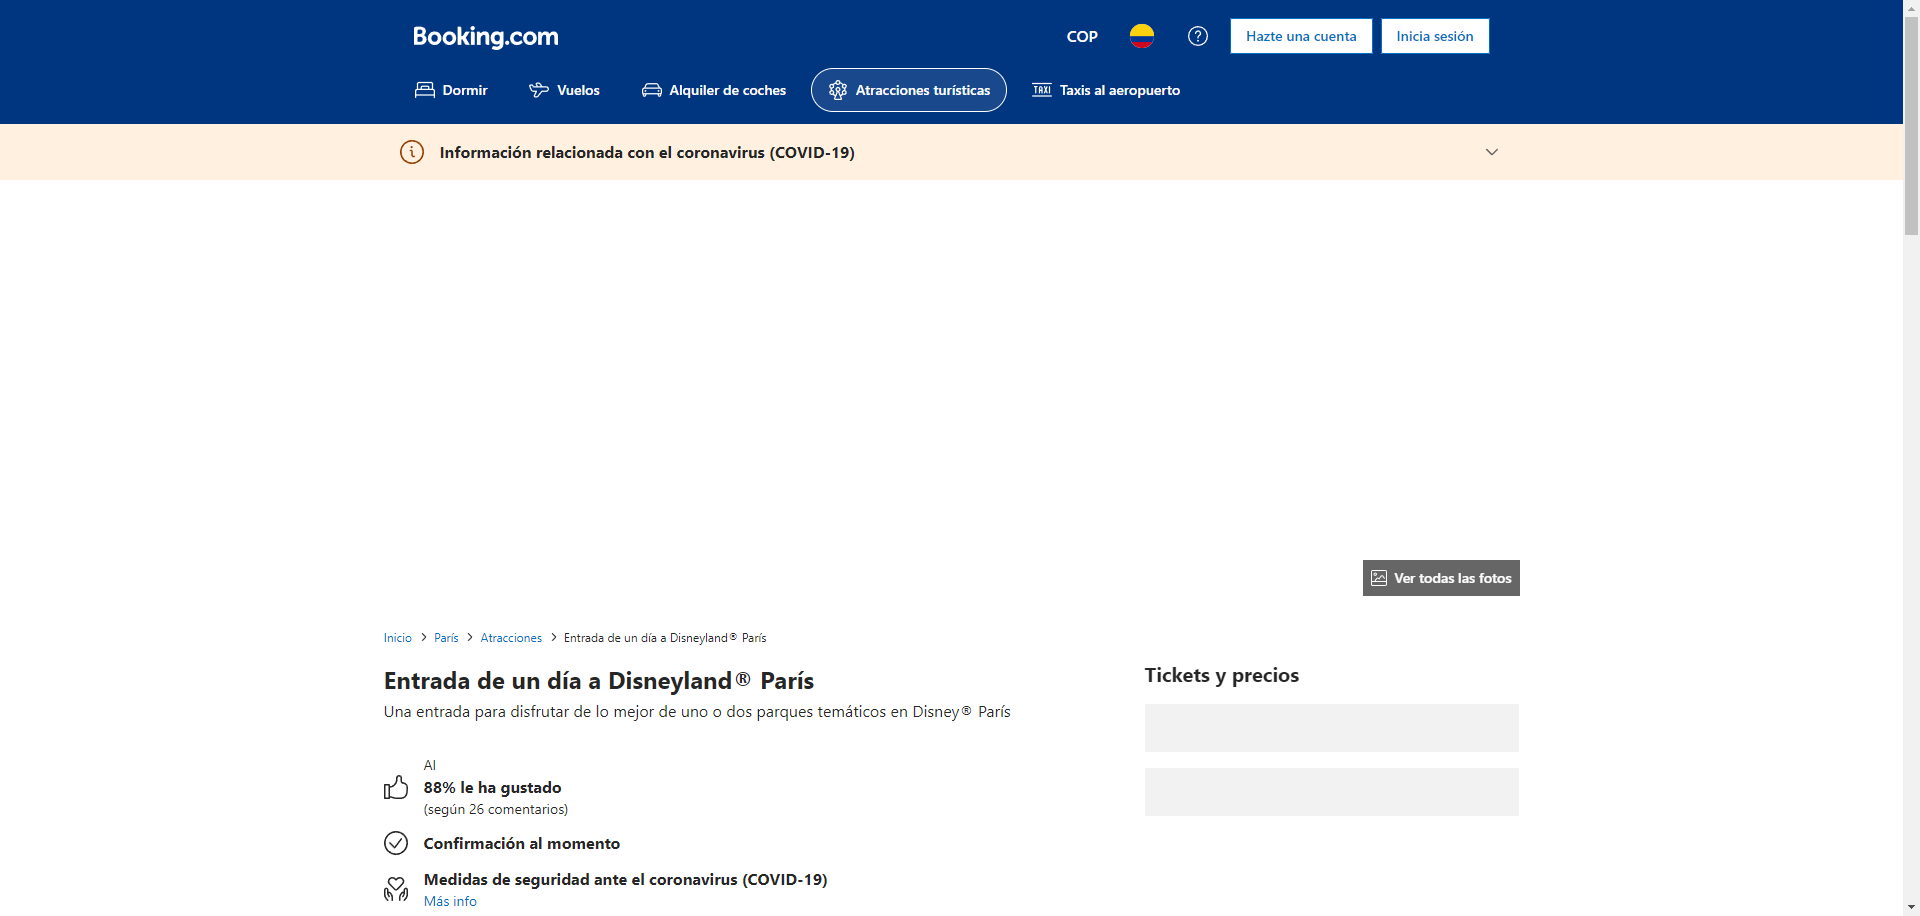 Booking.com
COP
Hazte una cuenta
Inicia sesión
Dormir
Vuelos
Alquiler de coches
Atracciones turísticas
TAXI
Taxis al aeropuerto
Información relacionada con el coronavirus (COVID-19)
Ver todas las fotos
Inicio > París > Atracciones > Entrada de un día a Disneyland® París
Entrada de un día a Disneyland® París
Una entrada para disfrutar de lo mejor de uno o dos parques temáticos en Disney® París
Al
88% le ha gustado
(según 26 comentarios)
Confirmación al momento
Medidas de seguridad ante el coronavirus (COVID-19)
Más info
Tickets y precios